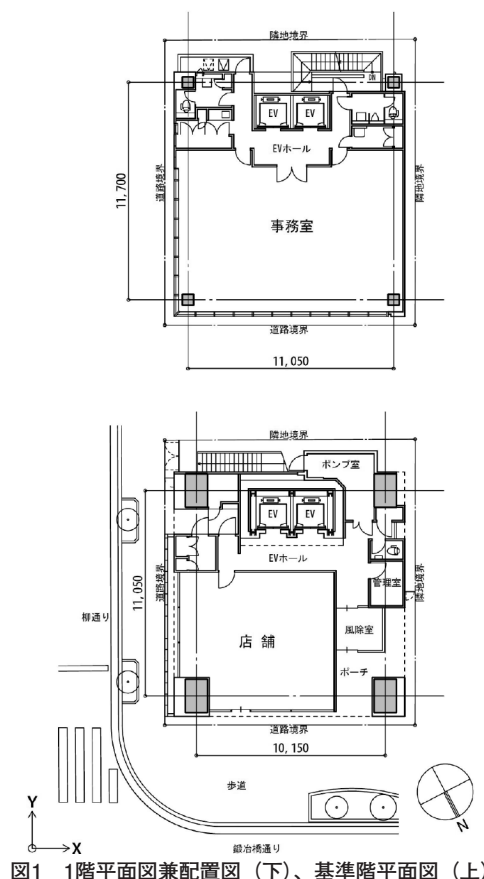 隣地境界
DN
EV
EV
EVホール
11,700
道路境界
隣地境界
事務室
道路境界
11,050
隣地境界
ポンプ室
EV
EV
EVホール
11,050
道路境界
隣地境界
管理室
柳通り
店舗
風除室
ポーチ
道路境界
10,150
歩道
Y
X
N
鍛冶橋通り
図1 1階平面図兼配置図（下）、基準階平面図（上）